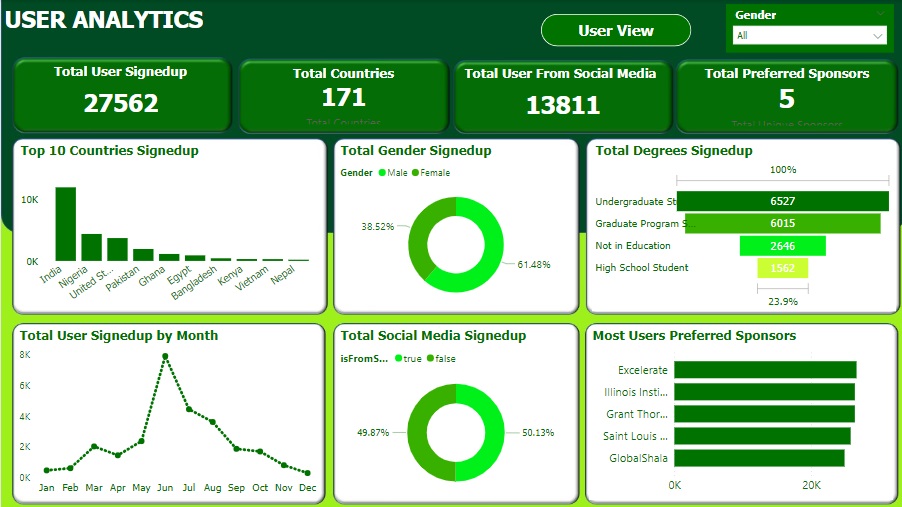 USER ANALYTICS
User View
Gender
All
Total User Signedup
27562
Total Countries
171
Total Countries
Total User From Social Media
13811
Total Preferred Sponsors
5
Total Unique Sponsors
Top 10 Countries Signedup
10K
0K
India
Nigeria
United St...
Pakistan
Ghana
Egypt
Bangladesh
Kenya
Vietnam
Nepal
Total Gender Signedup
Gender Male Female
38.52%
61.48%
Total Degrees Signedup
100%
Undergraduate St 6527
Graduate Program S... 6015
Not in Education 2646
High School Student 1562
23.9%
Total User Signedup by Month
8K
6K
4K
2K
0K
Jan Feb Mar Apr May Jun Jul Aug Sep Oct Nov Dec
Total Social Media Signedup
isFromS... true false
49.87%
50.13%
Most Users Preferred Sponsors
Excelerate
Illinois Insti...
Grant Thor...
Saint Louis ...
GlobalShala
0K 20K